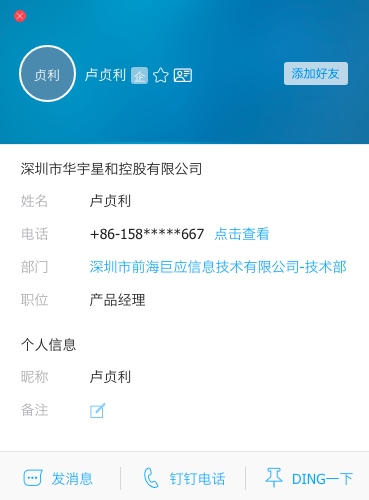 贞利
卢贞利 企
添加好友
深圳市华宇星和控股有限公司
姓名 卢贞利
电话 +86-158*****667 点击查看
部门 深圳市前海巨应信息技术有限公司-技术部
职位 产品经理
个人信息
昵称 卢贞利
备注
发消息 钉钉电话 DING一下